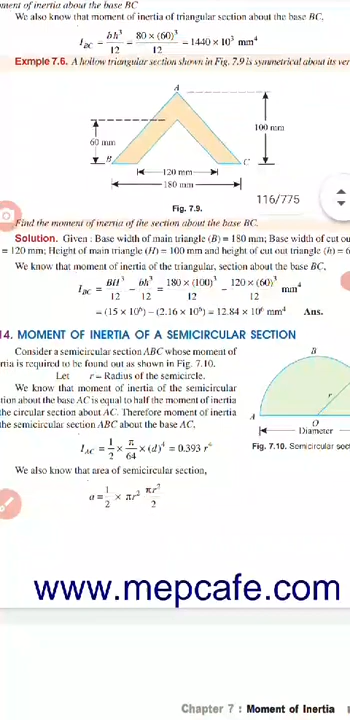 ment of inertia about the base BC
We also know that moment of inertia of triangular section about the base BC,
I_BC = bh³/12 = 80 × (60)³/12 = 1440 × 10³ mm⁴
Exmple 7.6. A hollow triangular section shown in Fig. 7.9 is symmetrical about its ver
A
100 mm
60 mm
B
C
120 mm
180 mm
116/775
Fig. 7.9.
Find the moment of inertia of the section about the base BC.
Solution. Given : Base width of main triangle (B) = 180 mm; Base width of cut ou
= 120 mm; Height of main triangle (H) = 100 mm and height of cut out triangle (h) = 6
We know that moment of inertia of the triangular, section about the base BC,
I_BC = BH³/12 – bh³/12 = 180 × (100)³/12 – 120 × (60)³/12 mm⁴
= (15 × 10⁶) – (2.16 × 10⁶) = 12.84 × 10⁶ mm⁴ Ans.
14. MOMENT OF INERTIA OF A SEMICIRCULAR SECTION
Consider a semicircular section ABC whose moment of
rtia is required to be found out as shown in Fig. 7.10.
Let r = Radius of the semicircle.
We know that moment of inertia of the semicircular
tion about the base AC is equal to half the moment of inertia
the circular section about AC. Therefore moment of inertia
the semicircular section ABC about the base AC,
B
r
A
O
Diameter
I_AC = 1/2 × π/64 × (d)⁴ = 0.393 r⁴
Fig. 7.10. Semicircular sect
We also know that area of semicircular section,
a = 1/2 × πr² πr²/2
www.mepcafe.com
Chapter 7 : Moment of Inertia